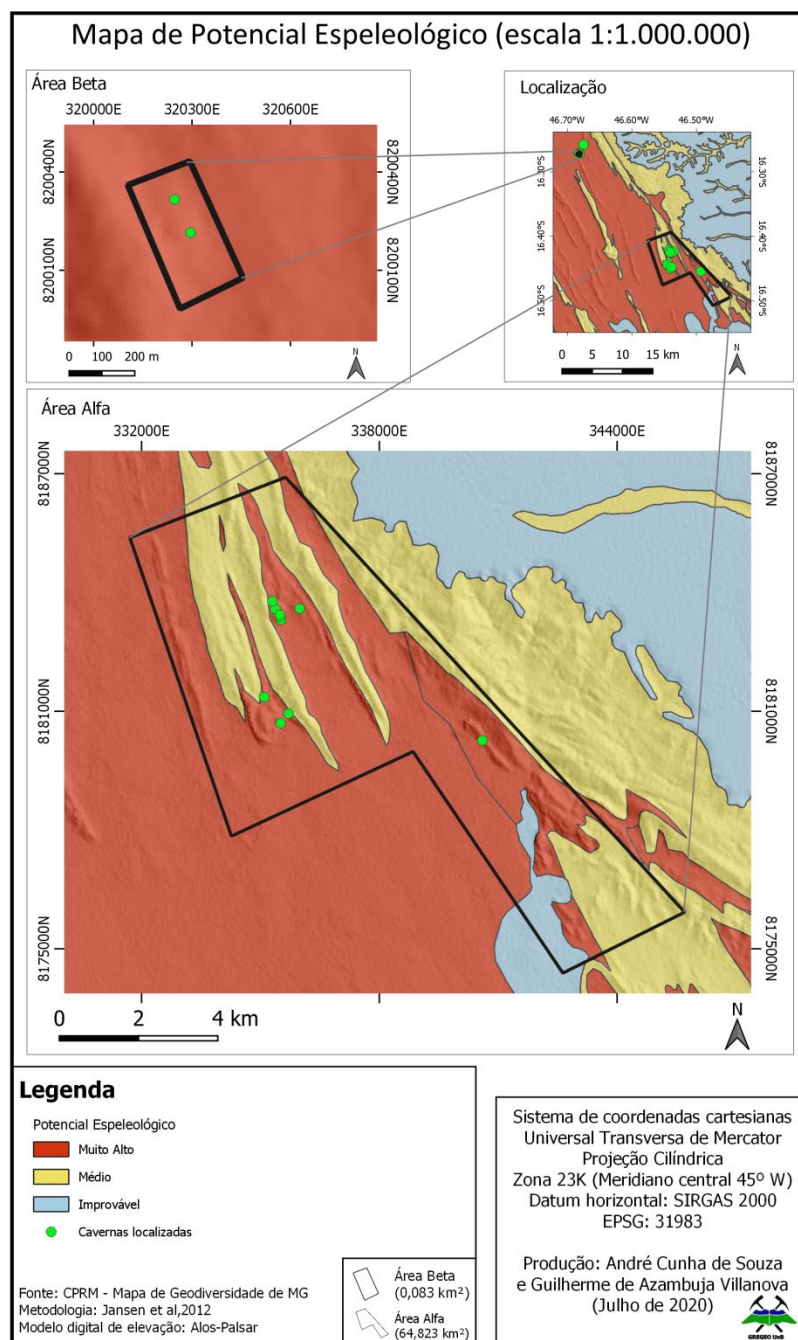 Mapa de Potencial Espeleológico (escala 1:1.000.000)
Área Beta
320000E 320300E 320600E
8200400N 8200400N
8200100N 8200100N
0 100 200 m
N
Localização
46.70°W 46.60°W 46.50°W
16.30°S 16.30°S
16.40°S 16.40°S
16.50°S 16.50°S
0 5 10 15 km
N
Área Alfa
332000E 338000E 344000E
8187000N 8187000N
8181000N 8181000N
8175000N 8175000N
0 2 4 km
N
Legenda
Potencial Espeleológico
Muito Alto
Médio
Improvável
Cavernas localizadas
Fonte: CPRM - Mapa de Geodiversidade de MG
Metodologia: Jansen et al,2012
Modelo digital de elevação: Alos-Palsar
Área Beta
(0,083 km²)
Área Alfa
(64,823 km²)
Sistema de coordenadas cartesianas
Universal Transversa de Mercator
Projeção Cilíndrica
Zona 23K (Meridiano central 45º W)
Datum horizontal: SIRGAS 2000
EPSG: 31983
Produção: André Cunha de Souza
e Guilherme de Azambuja Villanova
(Julho de 2020)
GREGEO UnB